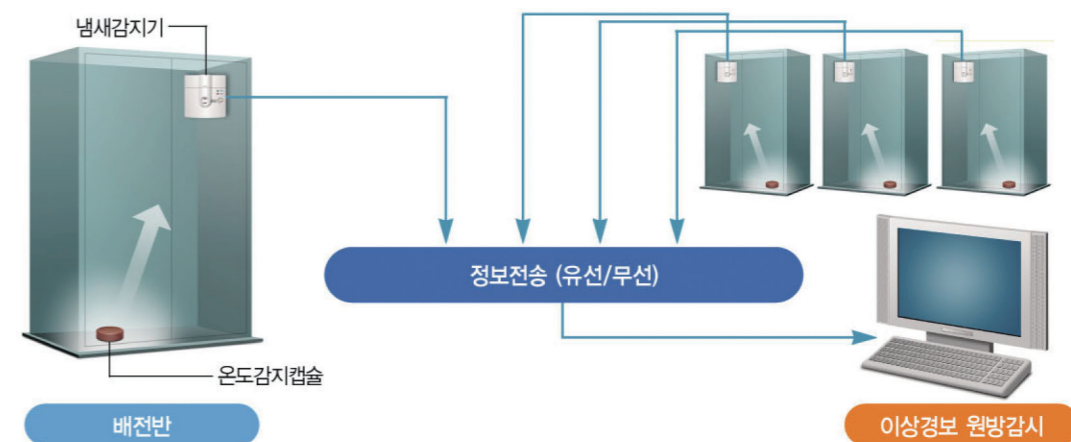 냄새감지기
정보전송 (유선/무선)
온도감지캡슐
배전반
이상경보 원방감시